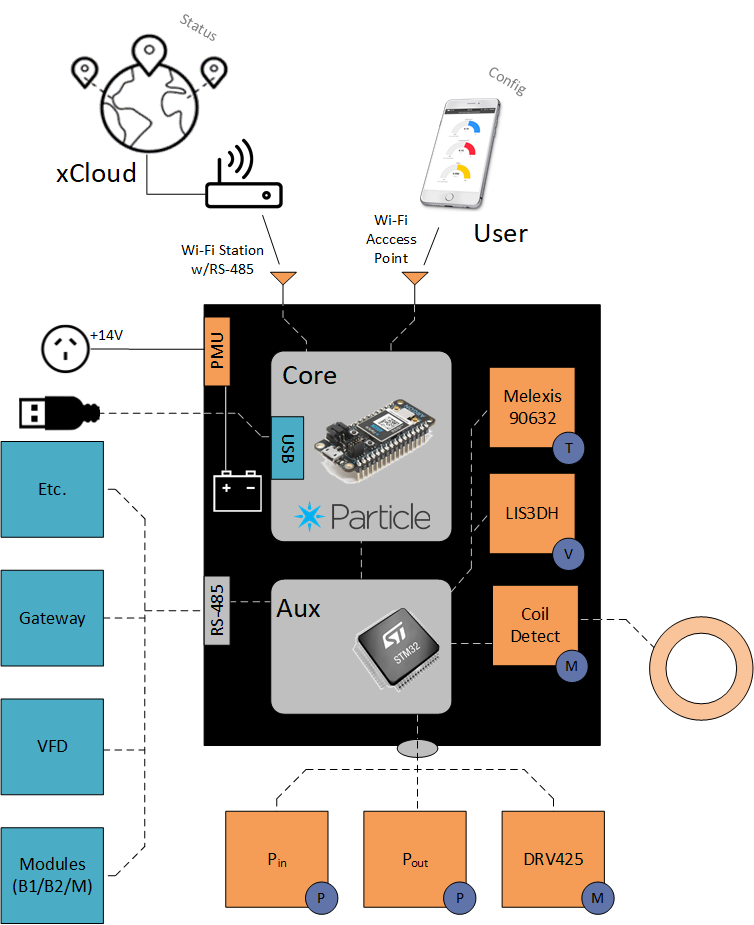 Status
Config
xCloud
User
Wi-Fi Station
w/RS-485
Wi-Fi
Acccess
Point
+14V
PMU
Core
USB
Particle
Melexis
90632
T
+ −
Etc.
LIS3DH
V
RS-485
Aux
STM32
Coil
Detect
M
Gateway
VFD
Modules
(B1/B2/M)
Pin
P
Pout
P
DRV425
M